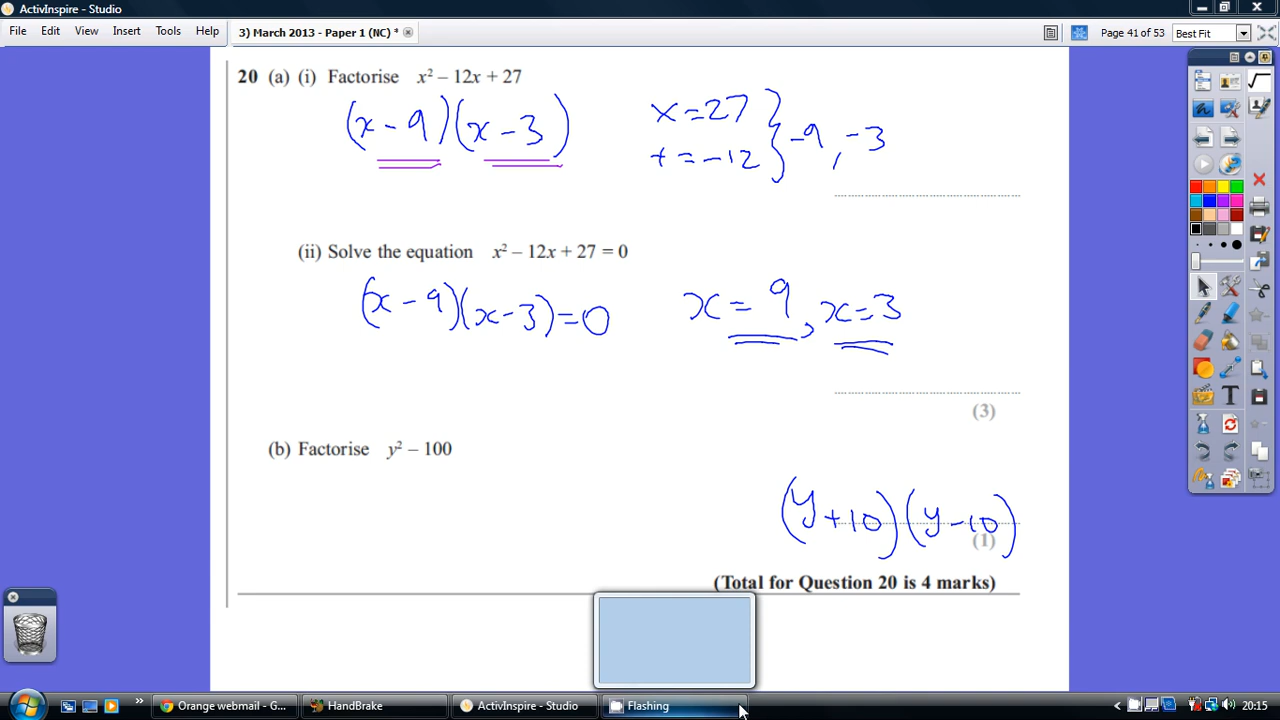 ActivInspire - Studio
File Edit View Insert Tools Help
3) March 2013 - Paper 1 (NC) *
Page 41 of 53
Best Fit
20 (a) (i) Factorise x² – 12x + 27
(x - 9)(x - 3)
x = 27
+ = -12
-9, -3
(ii) Solve the equation x² – 12x + 27 = 0
(x - 9)(x - 3) = 0
x = 9, x = 3
(3)
(b) Factorise y² – 100
(y + 10)(y - 10)
(1)
(Total for Question 20 is 4 marks)
Orange webmail - G...
HandBrake
ActivInspire - Studio
Flashing
20:15